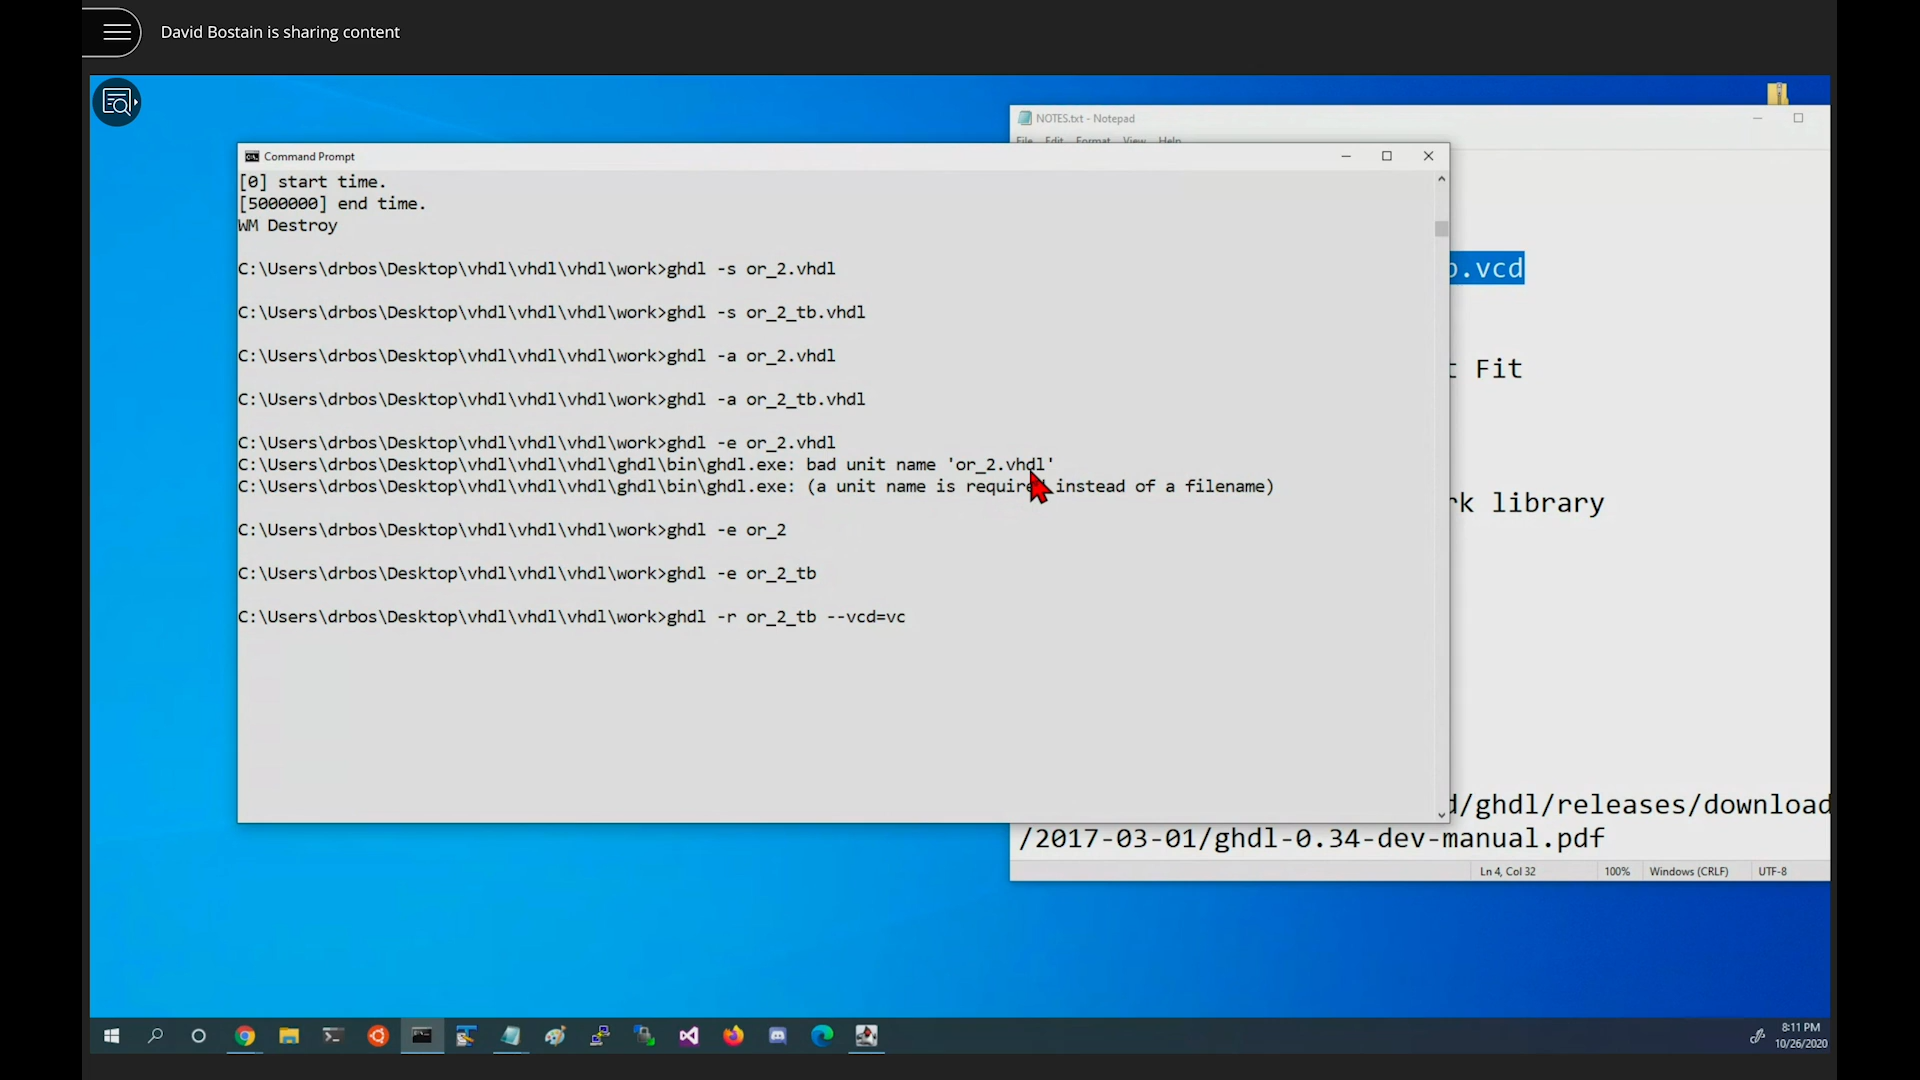 David Bostain is sharing content
NOTES.txt - Notepad
File Edit Format View Help
Command Prompt
[0] start time.
[5000000] end time.
WM Destroy
C:\Users\drbos\Desktop\vhdl\vhdl\vhdl\work>ghdl -s or_2.vhdl
.vcd
C:\Users\drbos\Desktop\vhdl\vhdl\vhdl\work>ghdl -s or_2_tb.vhdl
C:\Users\drbos\Desktop\vhdl\vhdl\vhdl\work>ghdl -a or_2.vhdl
Fit
C:\Users\drbos\Desktop\vhdl\vhdl\vhdl\work>ghdl -a or_2_tb.vhdl
C:\Users\drbos\Desktop\vhdl\vhdl\vhdl\work>ghdl -e or_2.vhdl
C:\Users\drbos\Desktop\vhdl\vhdl\vhdl\ghdl\bin\ghdl.exe: bad unit name 'or_2.vhdl'
C:\Users\drbos\Desktop\vhdl\vhdl\vhdl\ghdl\bin\ghdl.exe: (a unit name is required instead of a filename)
rk library
C:\Users\drbos\Desktop\vhdl\vhdl\vhdl\work>ghdl -e or_2
C:\Users\drbos\Desktop\vhdl\vhdl\vhdl\work>ghdl -e or_2_tb
C:\Users\drbos\Desktop\vhdl\vhdl\vhdl\work>ghdl -r or_2_tb --vcd=vc
d/ghdl/releases/download
/2017-03-01/ghdl-0.34-dev-manual.pdf
Ln 4, Col 32 100% Windows (CRLF) UTF-8
8:11 PM
10/26/2020